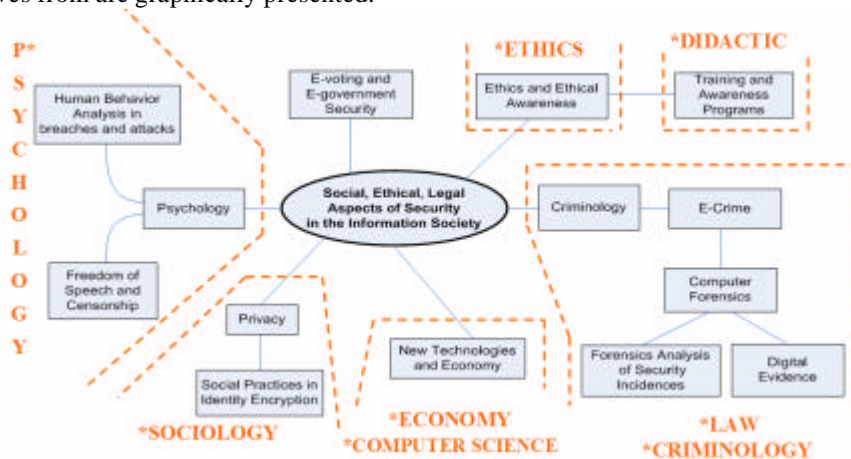 ves from are graphically presented.
P*
S
Y
C
H
O
L
O
G
Y
*ETHICS
*DIDACTIC
Human Behavior
Analysis in
breaches and attacks
E-voting and
E-government
Security
Ethics and Ethical
Awareness
Training and
Awareness
Programs
Psychology
Social, Ethical, Legal
Aspects of Security
in the Information Society
Criminology
E-Crime
Freedom of
Speech and
Censorship
Computer
Forensics
Privacy
New Technologies
and Economy
Forensics Analysis
of Security
Incidences
Digital
Evidence
Social Practices in
Identity Encryption
*SOCIOLOGY
*ECONOMY
*COMPUTER SCIENCE
*LAW
*CRIMINOLOGY